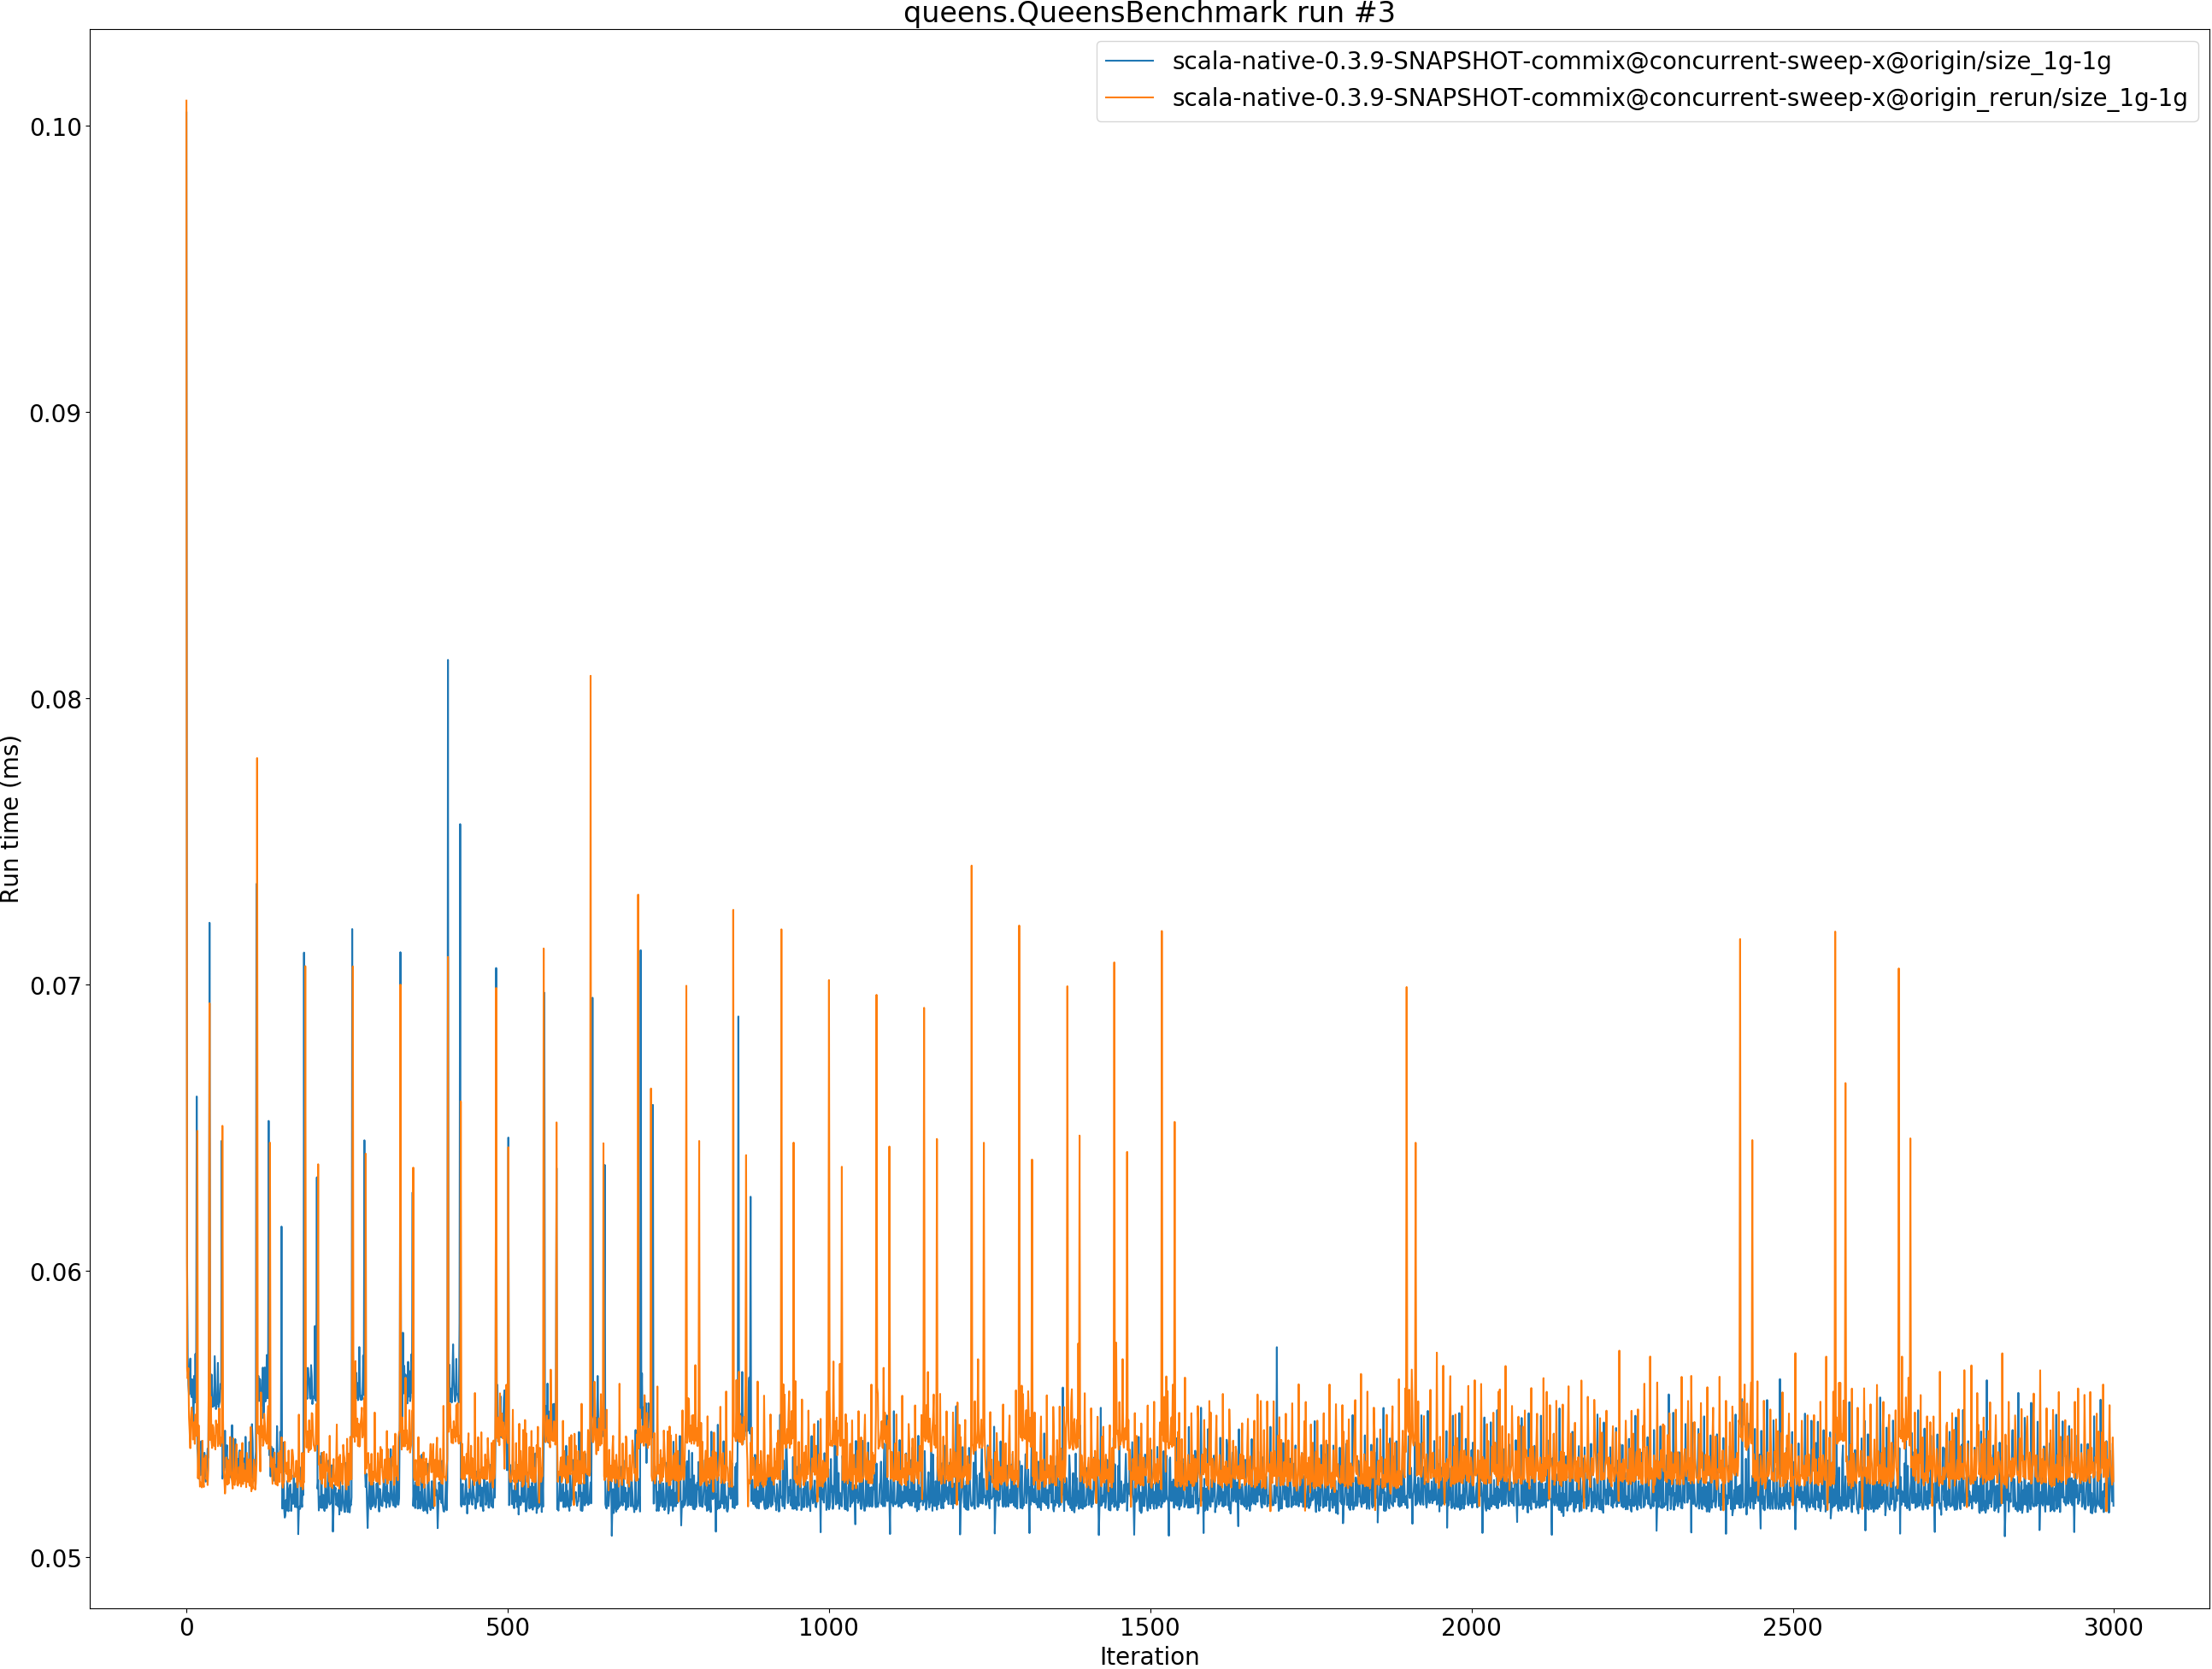 queens.QueensBenchmark run #3
scala-native-0.3.9-SNAPSHOT-commix@concurrent-sweep-x@origin/size_1g-1g
scala-native-0.3.9-SNAPSHOT-commix@concurrent-sweep-x@origin_rerun/size_1g-1g
Run time (ms)
0.10
0.09
0.08
0.07
0.06
0.05
0 500 1000 1500 2000 2500 3000
Iteration